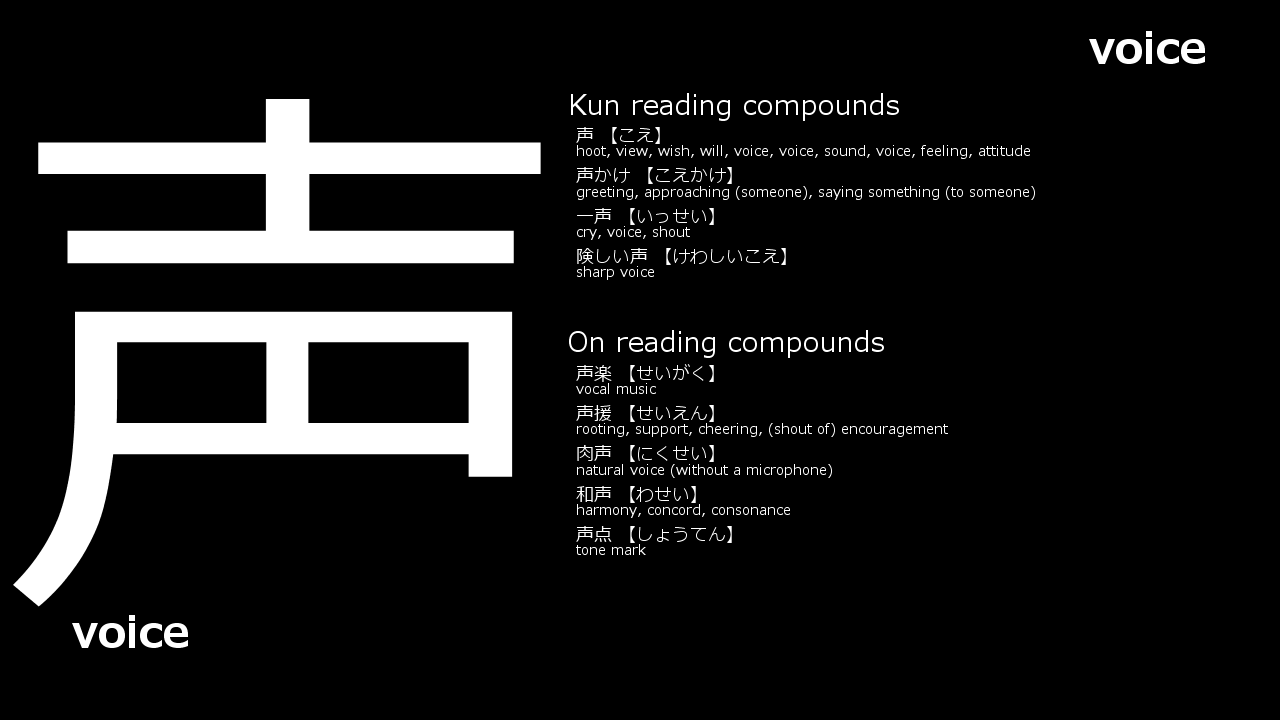 voice
声
Kun reading compounds
声 【こえ】
hoot, view, wish, will, voice, voice, sound, voice, feeling, attitude
声かけ 【こえかけ】
greeting, approaching (someone), saying something (to someone)
一声 【いっせい】
cry, voice, shout
険しい声 【けわしいこえ】
sharp voice
On reading compounds
声楽 【せいがく】
vocal music
声援 【せいえん】
rooting, support, cheering, (shout of) encouragement
肉声 【にくせい】
natural voice (without a microphone)
和声 【わせい】
harmony, concord, consonance
声点 【しょうてん】
tone mark
voice